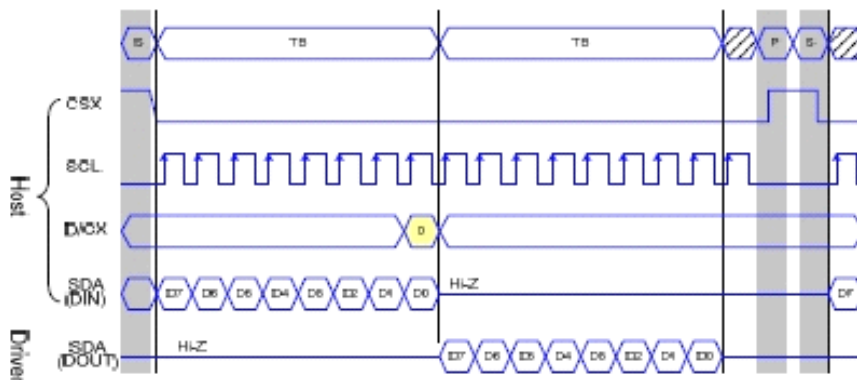 S TB TB P S
CSX
SCL
D/CX 0
SDA
(DIN) D7 D6 D5 D4 D3 D2 D1 D0 Hi-Z D7
SDA
(DOUT) Hi-Z D7 D6 D5 D4 D3 D2 D1 D0
Host
Driver